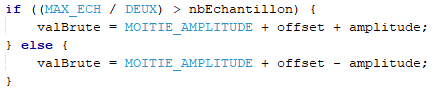 if ((MAX_ECH / DEUX) > nbEchantillon) {
    valBrute = MOITIE_AMPLITUDE + offset + amplitude;
} else {
    valBrute = MOITIE_AMPLITUDE + offset - amplitude;
}